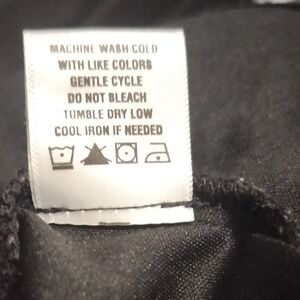 MACHINE WASH COLD
WITH LIKE COLORS
GENTLE CYCLE
DO NOT BLEACH
TUMBLE DRY LOW
COOL IRON IF NEEDED